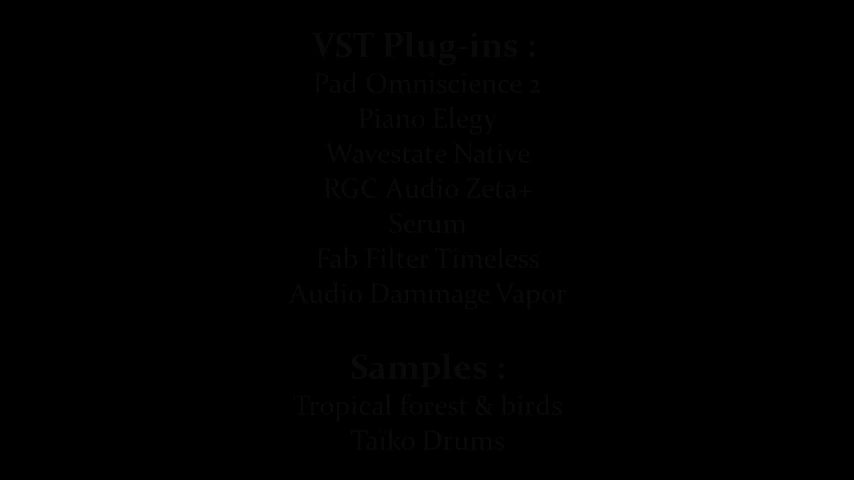 VST Plug-ins :
Pad Omniscience 2
Piano Elegy
Wavestate Native
RGC Audio Zeta+
Serum
Fab Filter Timeless
Audio Dammage Vapor
Samples :
Tropical forest & birds
Taiko Drums